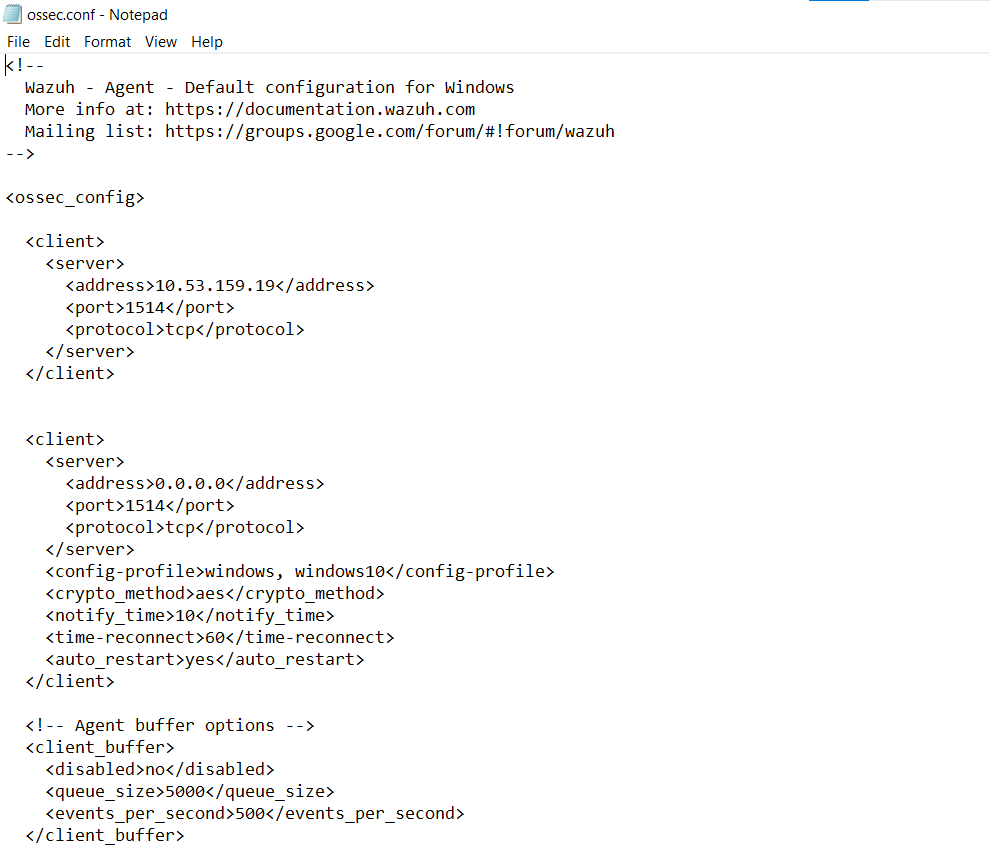 ossec.conf - Notepad
File Edit Format View Help
<!--
  Wazuh - Agent - Default configuration for Windows
  More info at: https://documentation.wazuh.com
  Mailing list: https://groups.google.com/forum/#!forum/wazuh
-->

<ossec_config>

  <client>
    <server>
      <address>10.53.159.19</address>
      <port>1514</port>
      <protocol>tcp</protocol>
    </server>
  </client>


  <client>
    <server>
      <address>0.0.0.0</address>
      <port>1514</port>
      <protocol>tcp</protocol>
    </server>
    <config-profile>windows, windows10</config-profile>
    <crypto_method>aes</crypto_method>
    <notify_time>10</notify_time>
    <time-reconnect>60</time-reconnect>
    <auto_restart>yes</auto_restart>
  </client>

  <!-- Agent buffer options -->
  <client_buffer>
    <disabled>no</disabled>
    <queue_size>5000</queue_size>
    <events_per_second>500</events_per_second>
  </client_buffer>